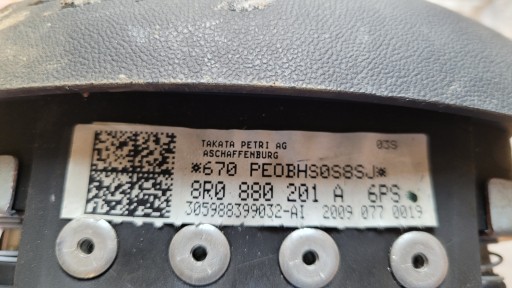 TAKATA PETRI AG 03S
ASCHAFFENBURG
*670 PEOBHS0S8SJ*
8R0 880 201 A 6PS
305988399032-AI 2009 077 0019